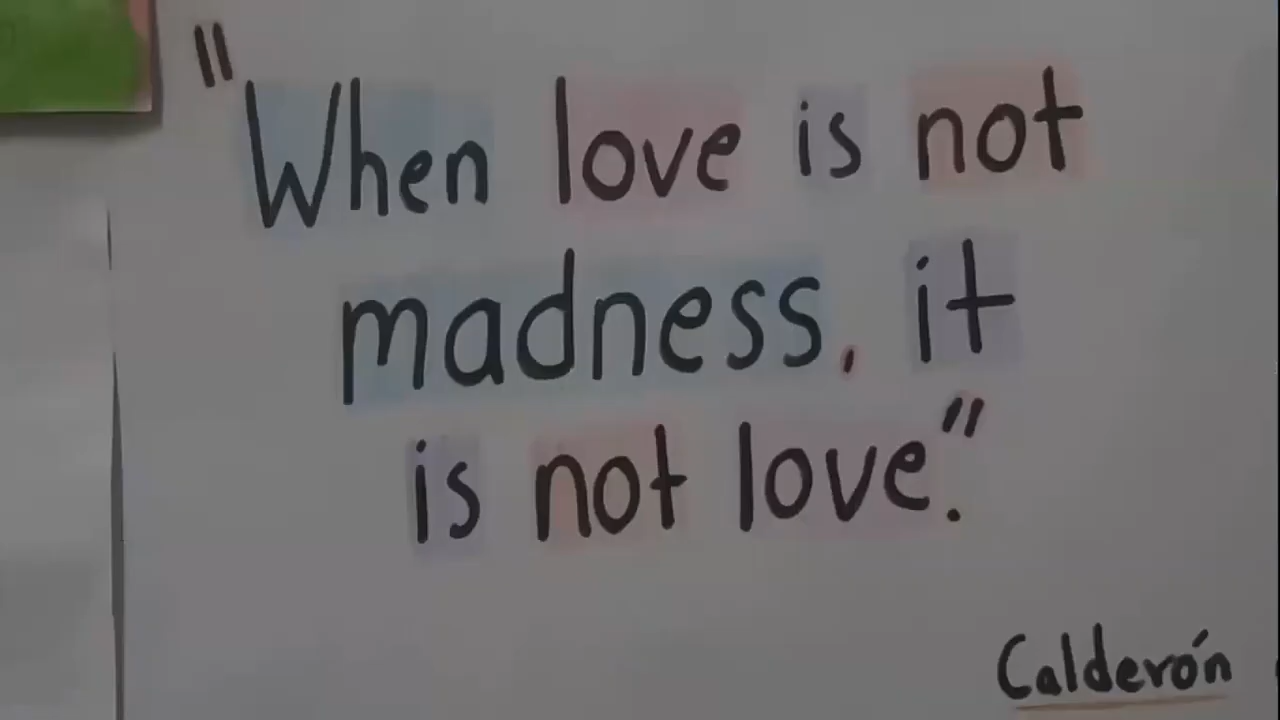 "When love is not
madness, it
is not love."
Calderón